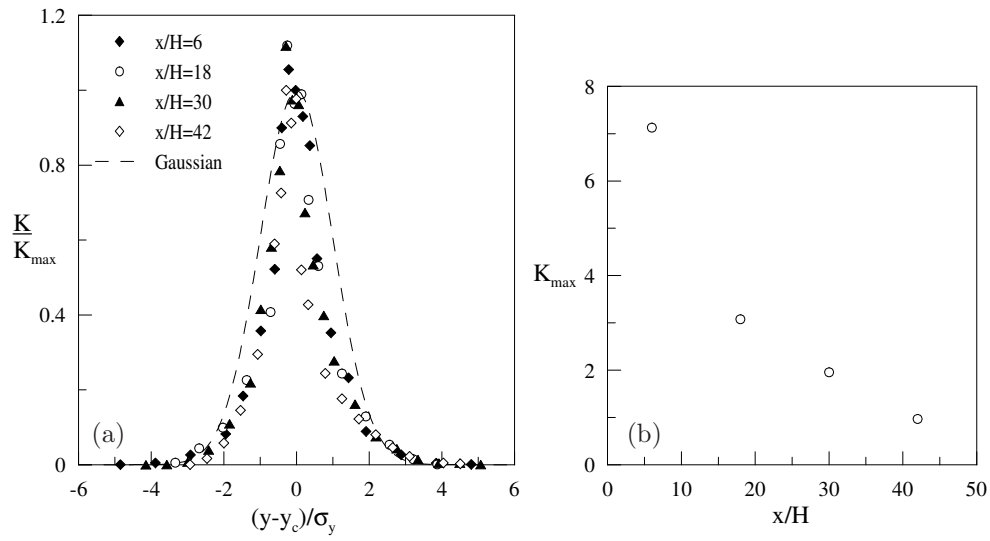 1.2
x/H=6
x/H=18
x/H=30
x/H=42
Gaussian
0.8
K
K_max
0.4
(a)
0
-6 -4 -2 0 2 4 6
(y-y_c)/σ_y
8
6
4
K_max
2
(b)
0
0 10 20 30 40 50
x/H